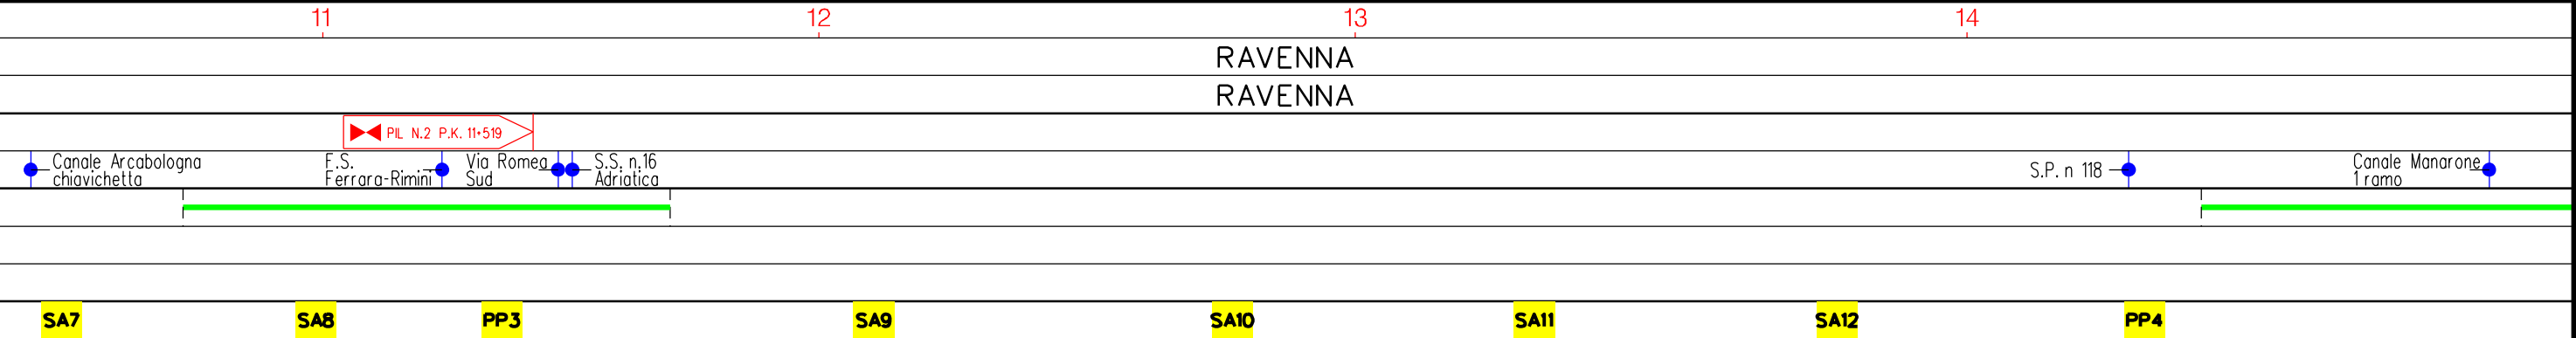 11 12 13 14
RAVENNA
RAVENNA
PIL N.2 P.K. 11+519
Canale Arcabologna
chiavichetta
F.S.
Ferrara-Rimini
Via Romea
Sud
S.S. n.16
Adriatica
S.P. n 118
Canale Manarone
1 ramo
SA7 SA8 PP3 SA9 SA10 SA11 SA12 PP4